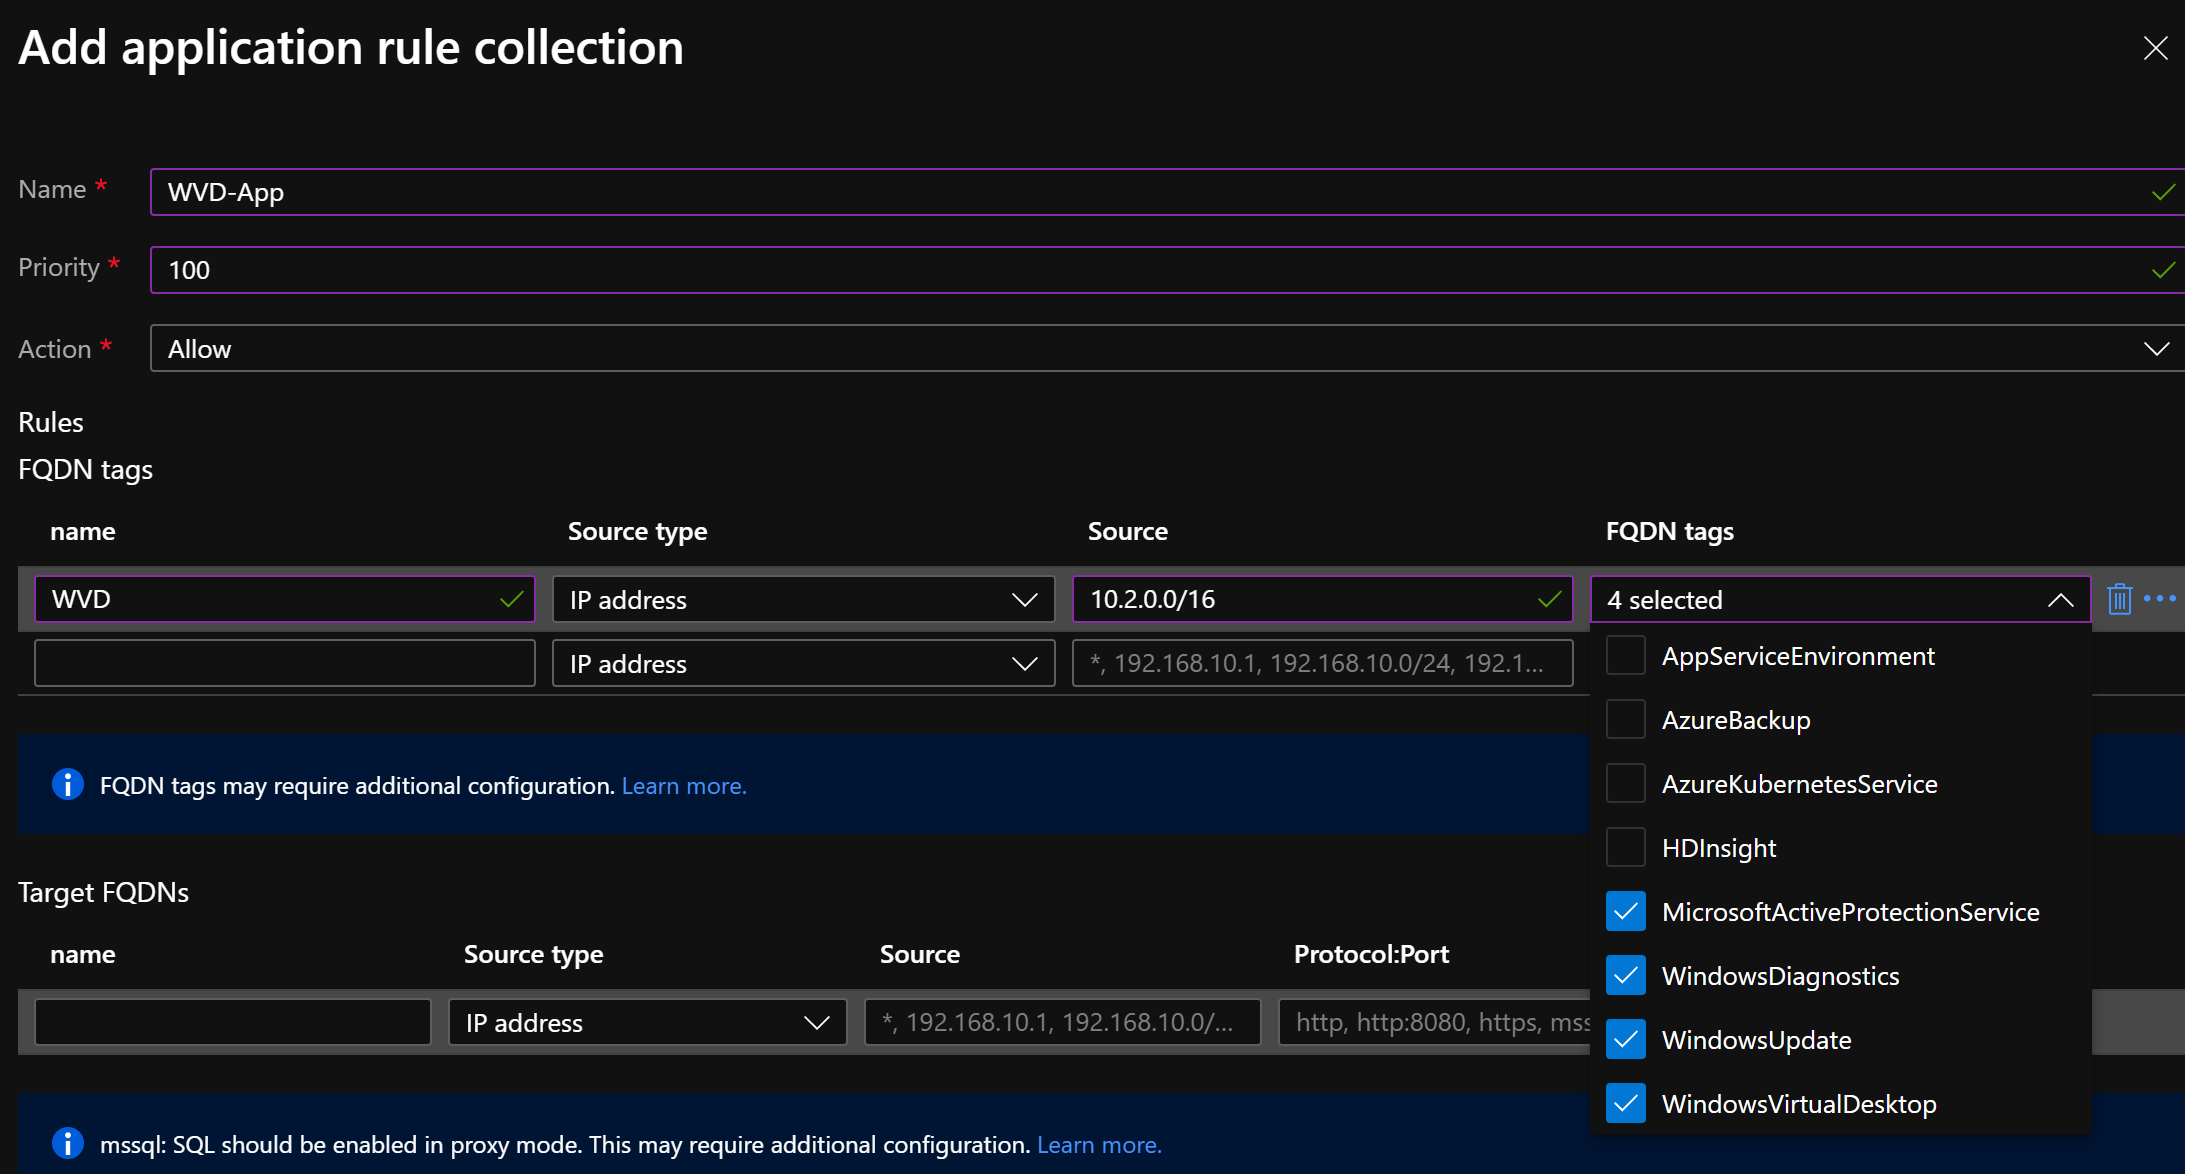 Add application rule collection
Name *
WVD-App
Priority *
100
Action *
Allow
Rules
FQDN tags
name Source type Source FQDN tags
WVD IP address 10.2.0.0/16 4 selected
IP address *, 192.168.10.1, 192.168.10.0/24, 192.1...
AppServiceEnvironment
AzureBackup
AzureKubernetesService
HDInsight
MicrosoftActiveProtectionService
WindowsDiagnostics
WindowsUpdate
WindowsVirtualDesktop
FQDN tags may require additional configuration. Learn more.
Target FQDNs
name Source type Source Protocol:Port
IP address *, 192.168.10.1, 192.168.10.0/... http, http:8080, https, mss
mssql: SQL should be enabled in proxy mode. This may require additional configuration. Learn more.